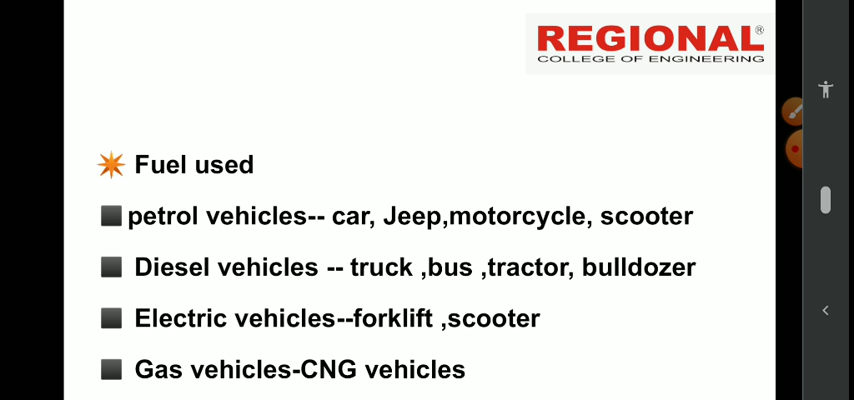 REGIONAL®
COLLEGE OF ENGINEERING
Fuel used
petrol vehicles-- car, Jeep,motorcycle, scooter
Diesel vehicles -- truck ,bus ,tractor, bulldozer
Electric vehicles--forklift ,scooter
Gas vehicles-CNG vehicles